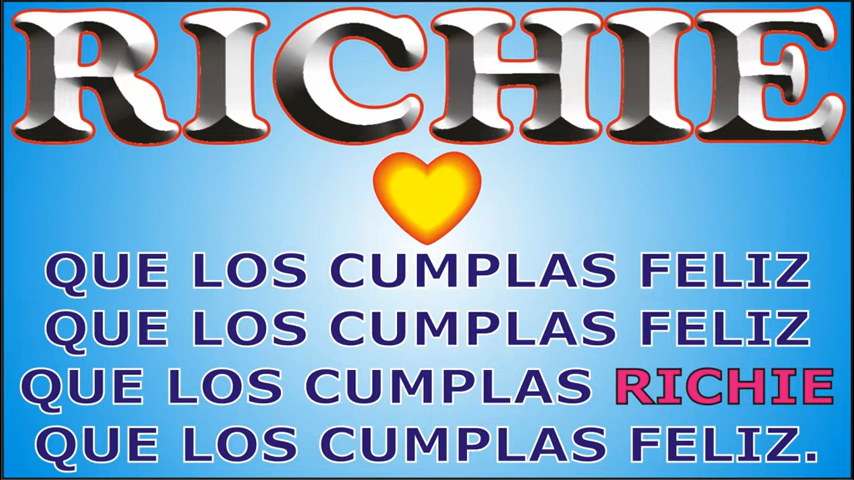 RICHIE
QUE LOS CUMPLAS FELIZ
QUE LOS CUMPLAS FELIZ
QUE LOS CUMPLAS RICHIE
QUE LOS CUMPLAS FELIZ.